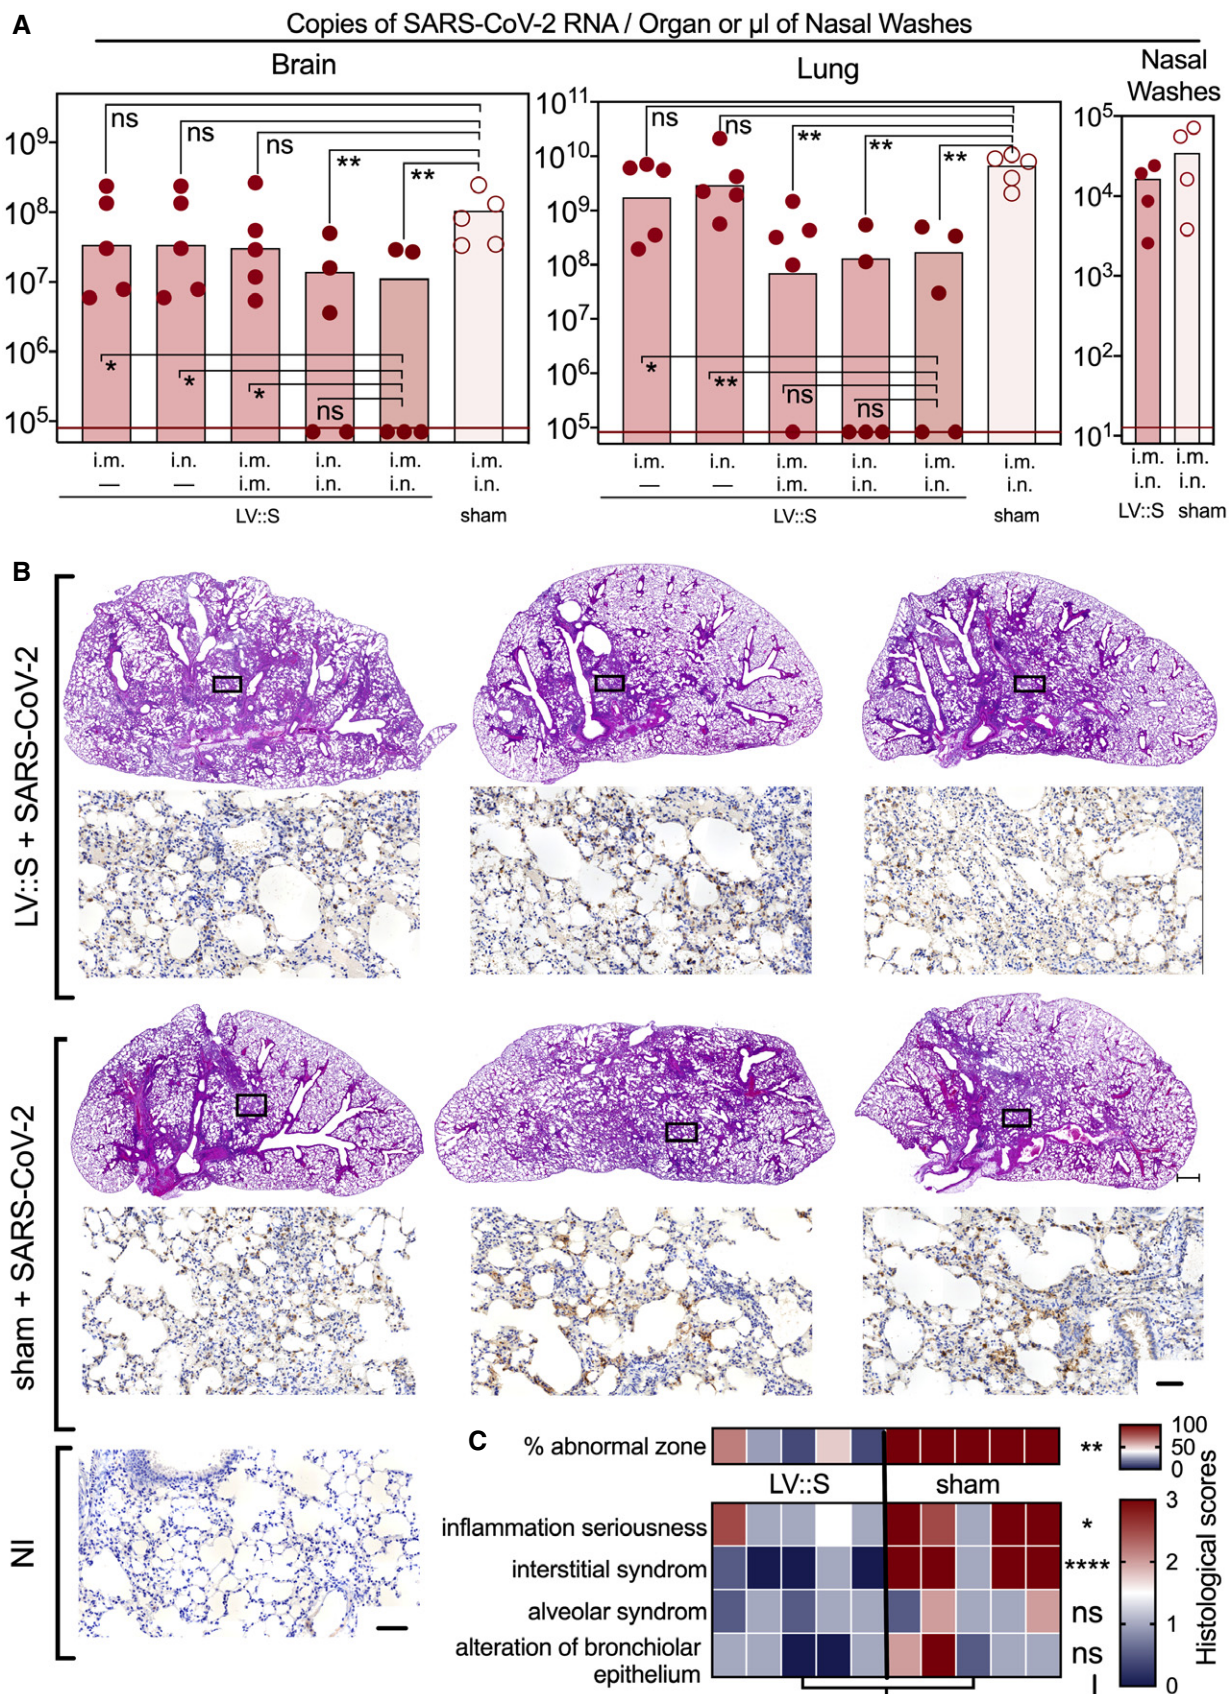 A
Copies of SARS-CoV-2 RNA / Organ or µl of Nasal Washes
Brain
Lung
Nasal
Washes
10⁹
10⁸
10⁷
10⁶
10⁵
ns
ns
ns
**
**
*
*
*
ns
i.m. i.n. i.m. i.n. i.m. i.m.
— — i.m. i.n. i.n. i.n.
LV::S sham
10¹¹
10¹⁰
10⁹
10⁸
10⁷
10⁶
10⁵
ns
ns
**
**
**
*
**
ns
ns
i.m. i.n. i.m. i.n. i.m. i.m.
— — i.m. i.n. i.n. i.n.
LV::S sham
10⁵
10⁴
10³
10²
10¹
i.m. i.m.
i.n. i.n.
LV::S sham
B
LV::S + SARS-CoV-2
sham + SARS-CoV-2
NI
C
% abnormal zone
**
100
50
0
LV::S sham
inflammation seriousness
*
interstitial syndrom
****
alveolar syndrom
ns
alteration of bronchiolar
epithelium
ns
3
2
1
0
Histological scores